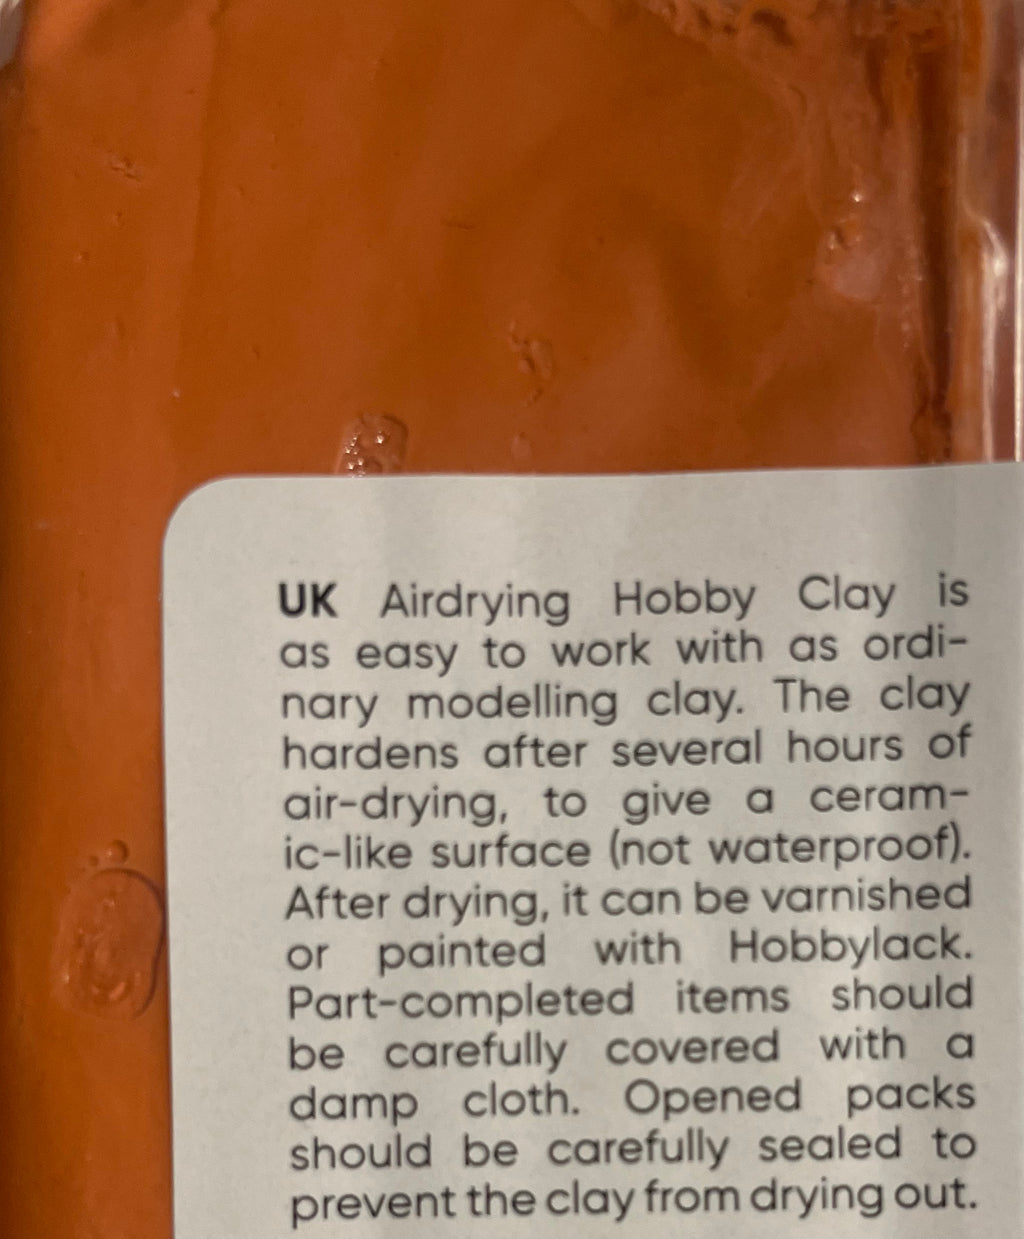 UK Airdrying Hobby Clay is
as easy to work with as ordi-
nary modelling clay. The clay
hardens after several hours of
air-drying, to give a ceram-
ic-like surface (not waterproof).
After drying, it can be varnished
or painted with Hobbylack.
Part-completed items should
be carefully covered with a
damp cloth. Opened packs
should be carefully sealed to
prevent the clay from drying out.